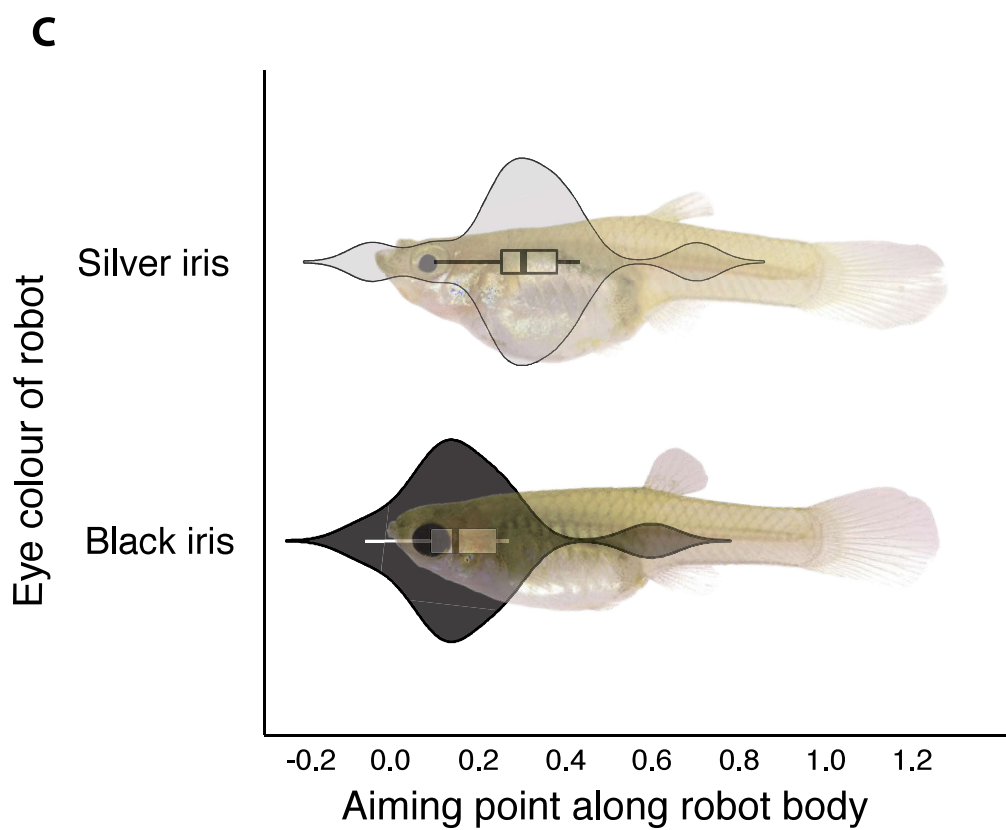 C
Eye colour of robot
Silver iris
Black iris
-0.2 0.0 0.2 0.4 0.6 0.8 1.0 1.2
Aiming point along robot body